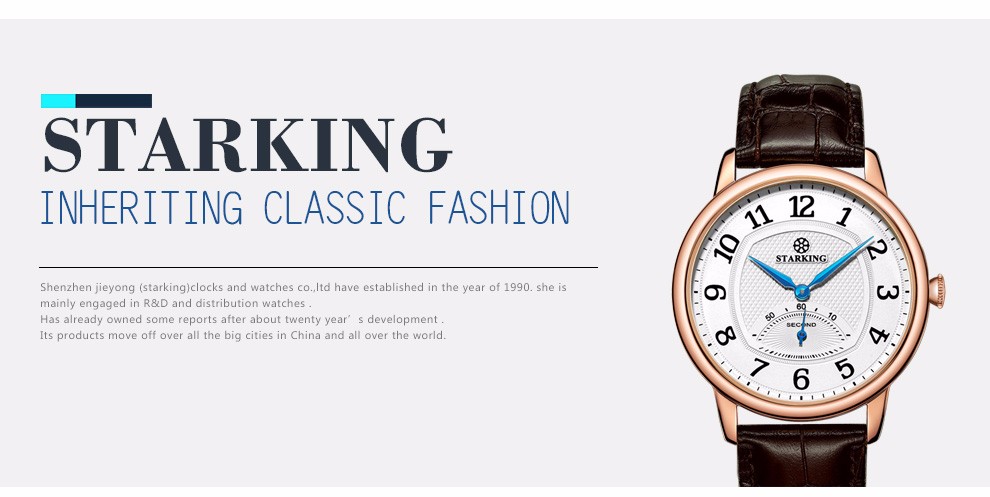 STARKING
INHERITING CLASSIC FASHION
Shenzhen jieyong (starking)clocks and watches co.,ltd have established in the year of 1990. she is
mainly engaged in R&D and distribution watches .
Has already owned some reports after about twenty year’s development .
Its products move off over all the big cities in China and all over the world.
12
1
2
3
4
5
6
7
8
9
10
11
STARKING
60
50
10
SECOND